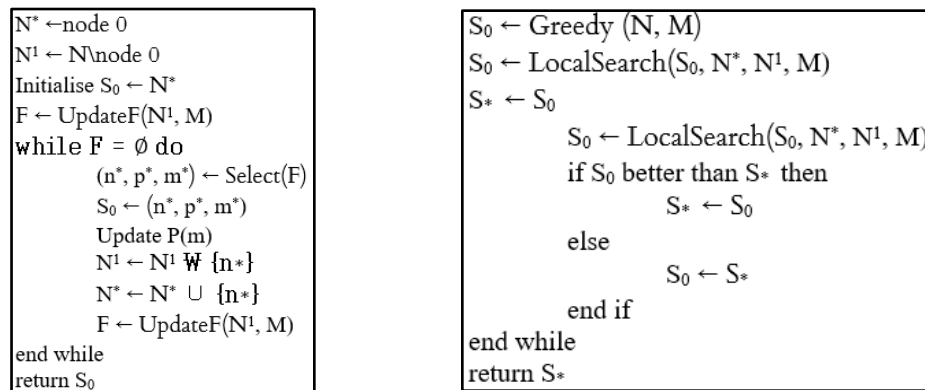 N* ←node 0
N¹ ← N\node 0
Initialise S₀ ← N*
F ← UpdateF(N¹, M)
while F = ∅ do
(n*, p*, m*) ← Select(F)
S₀ ← (n*, p*, m*)
Update P(m)
N¹ ← N¹ W {n*}
N* ← N* ∪ {n*}
F ← UpdateF(N¹, M)
end while
return S₀
S₀ ← Greedy (N, M)
S₀ ← LocalSearch(S₀, N*, N¹, M)
S* ← S₀
S₀ ← LocalSearch(S₀, N*, N¹, M)
if S₀ better than S* then
S* ← S₀
else
S₀ ← S*
end if
end while
return S*